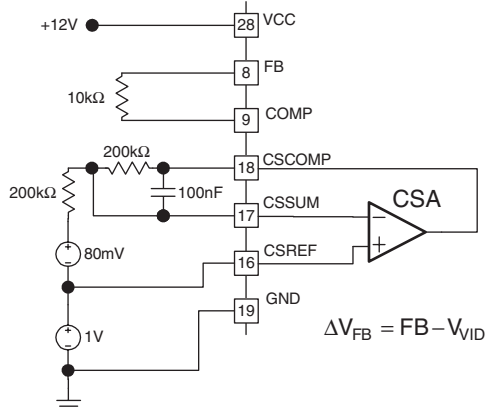 +12V
28
VCC
8
FB
10kΩ
9
COMP
200kΩ
18
CSCOMP
200kΩ
100nF
17
CSSUM
CSA
−
+
80mV
16
CSREF
19
GND
1V
ΔV_FB = FB − V_VID